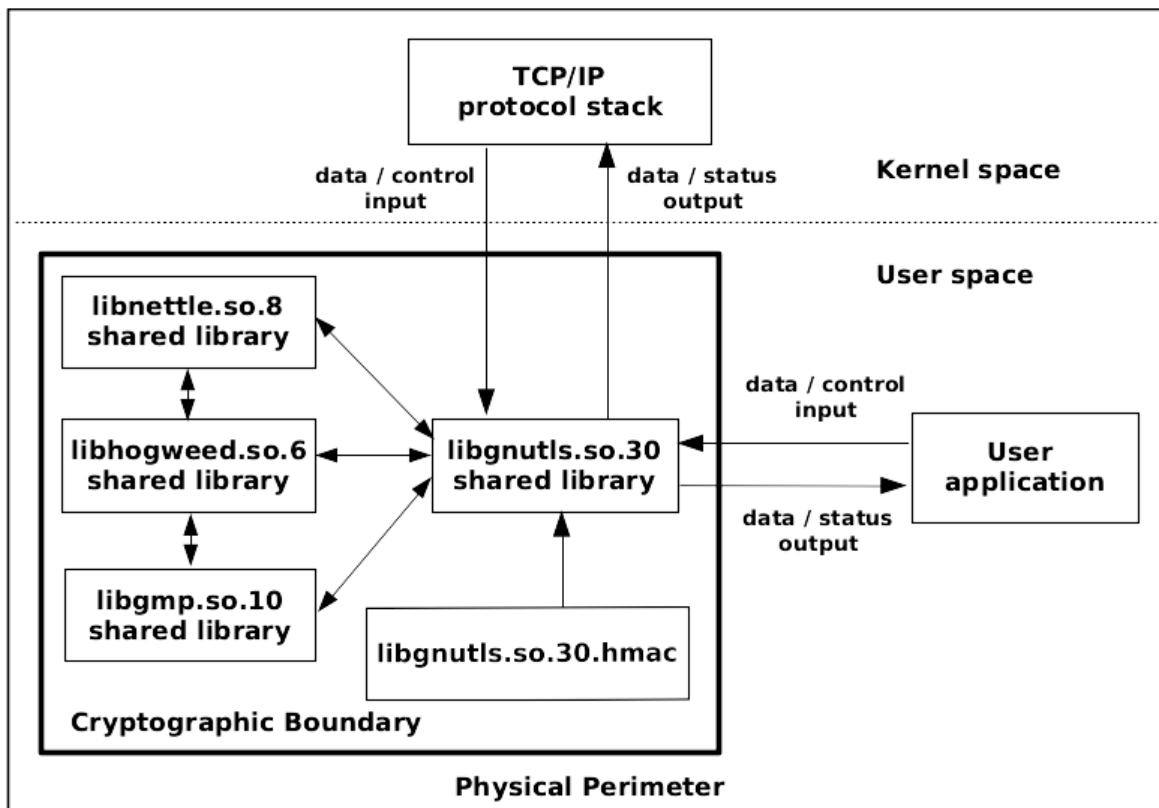 TCP/IP
protocol stack
data / control
input
data / status
output
Kernel space
User space
libnettle.so.8
shared library
libhogweed.so.6
shared library
libgmp.so.10
shared library
libgnutls.so.30
shared library
libgnutls.so.30.hmac
data / control
input
User
application
data / status
output
Cryptographic Boundary
Physical Perimeter